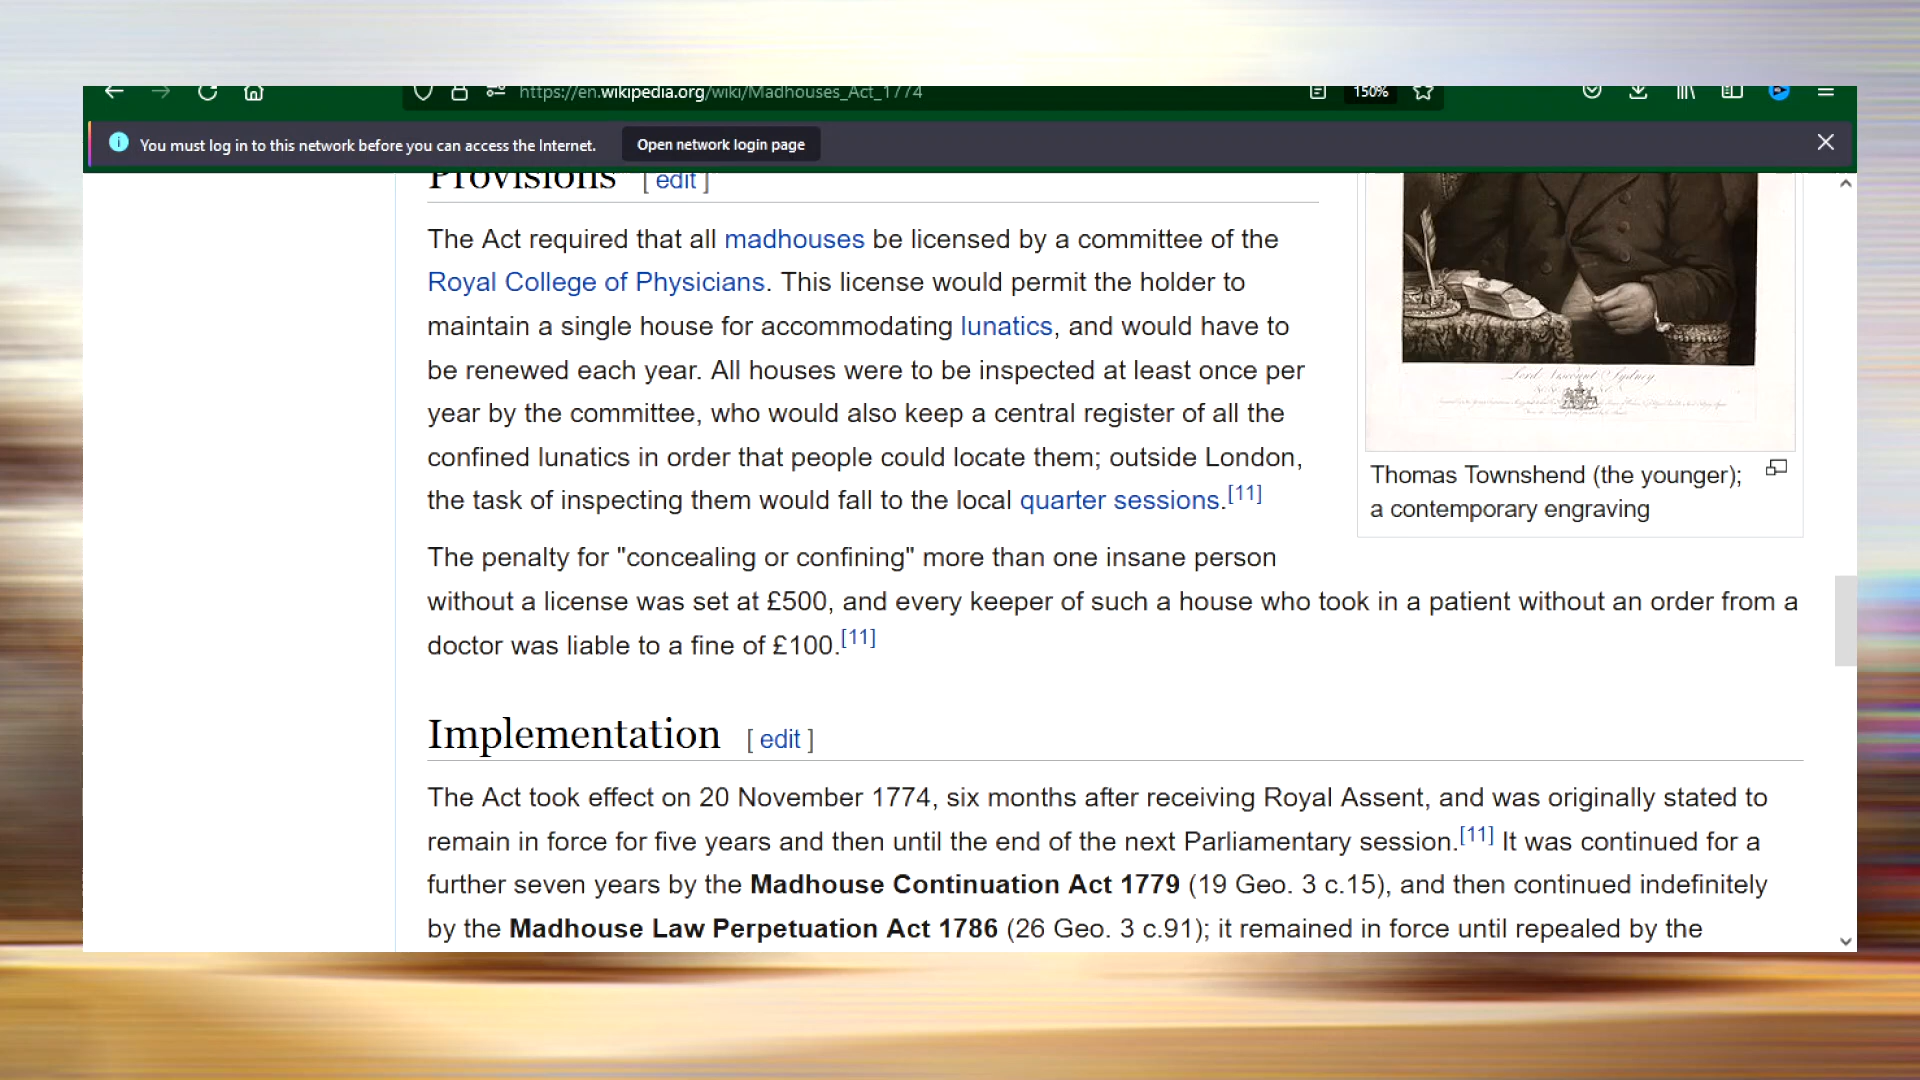 https://en.wikipedia.org/wiki/Madhouses_Act_1774
150%
You must log in to this network before you can access the Internet.
Open network login page
Provisions [ edit ]
The Act required that all madhouses be licensed by a committee of the
Royal College of Physicians. This license would permit the holder to
maintain a single house for accommodating lunatics, and would have to
be renewed each year. All houses were to be inspected at least once per
year by the committee, who would also keep a central register of all the
confined lunatics in order that people could locate them; outside London,
the task of inspecting them would fall to the local quarter sessions.[11]
Lord Viscount Sydney.
Thomas Townshend (the younger);
a contemporary engraving
The penalty for "concealing or confining" more than one insane person
without a license was set at £500, and every keeper of such a house who took in a patient without an order from a
doctor was liable to a fine of £100.[11]
Implementation [ edit ]
The Act took effect on 20 November 1774, six months after receiving Royal Assent, and was originally stated to
remain in force for five years and then until the end of the next Parliamentary session.[11] It was continued for a
further seven years by the Madhouse Continuation Act 1779 (19 Geo. 3 c.15), and then continued indefinitely
by the Madhouse Law Perpetuation Act 1786 (26 Geo. 3 c.91); it remained in force until repealed by the